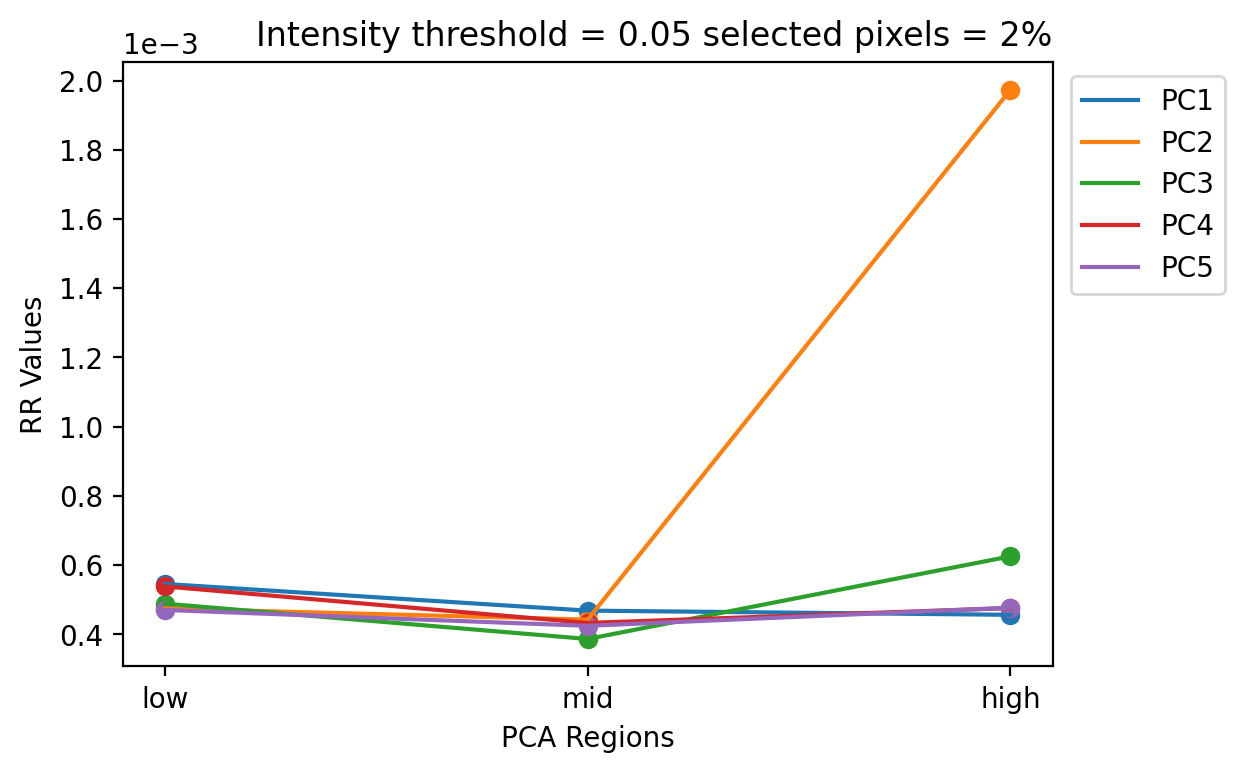 Intensity threshold = 0.05 selected pixels = 2%
1e−3
2.0
1.8
1.6
1.4
1.2
1.0
0.8
0.6
0.4
RR Values
low
mid
high
PCA Regions
PC1
PC2
PC3
PC4
PC5